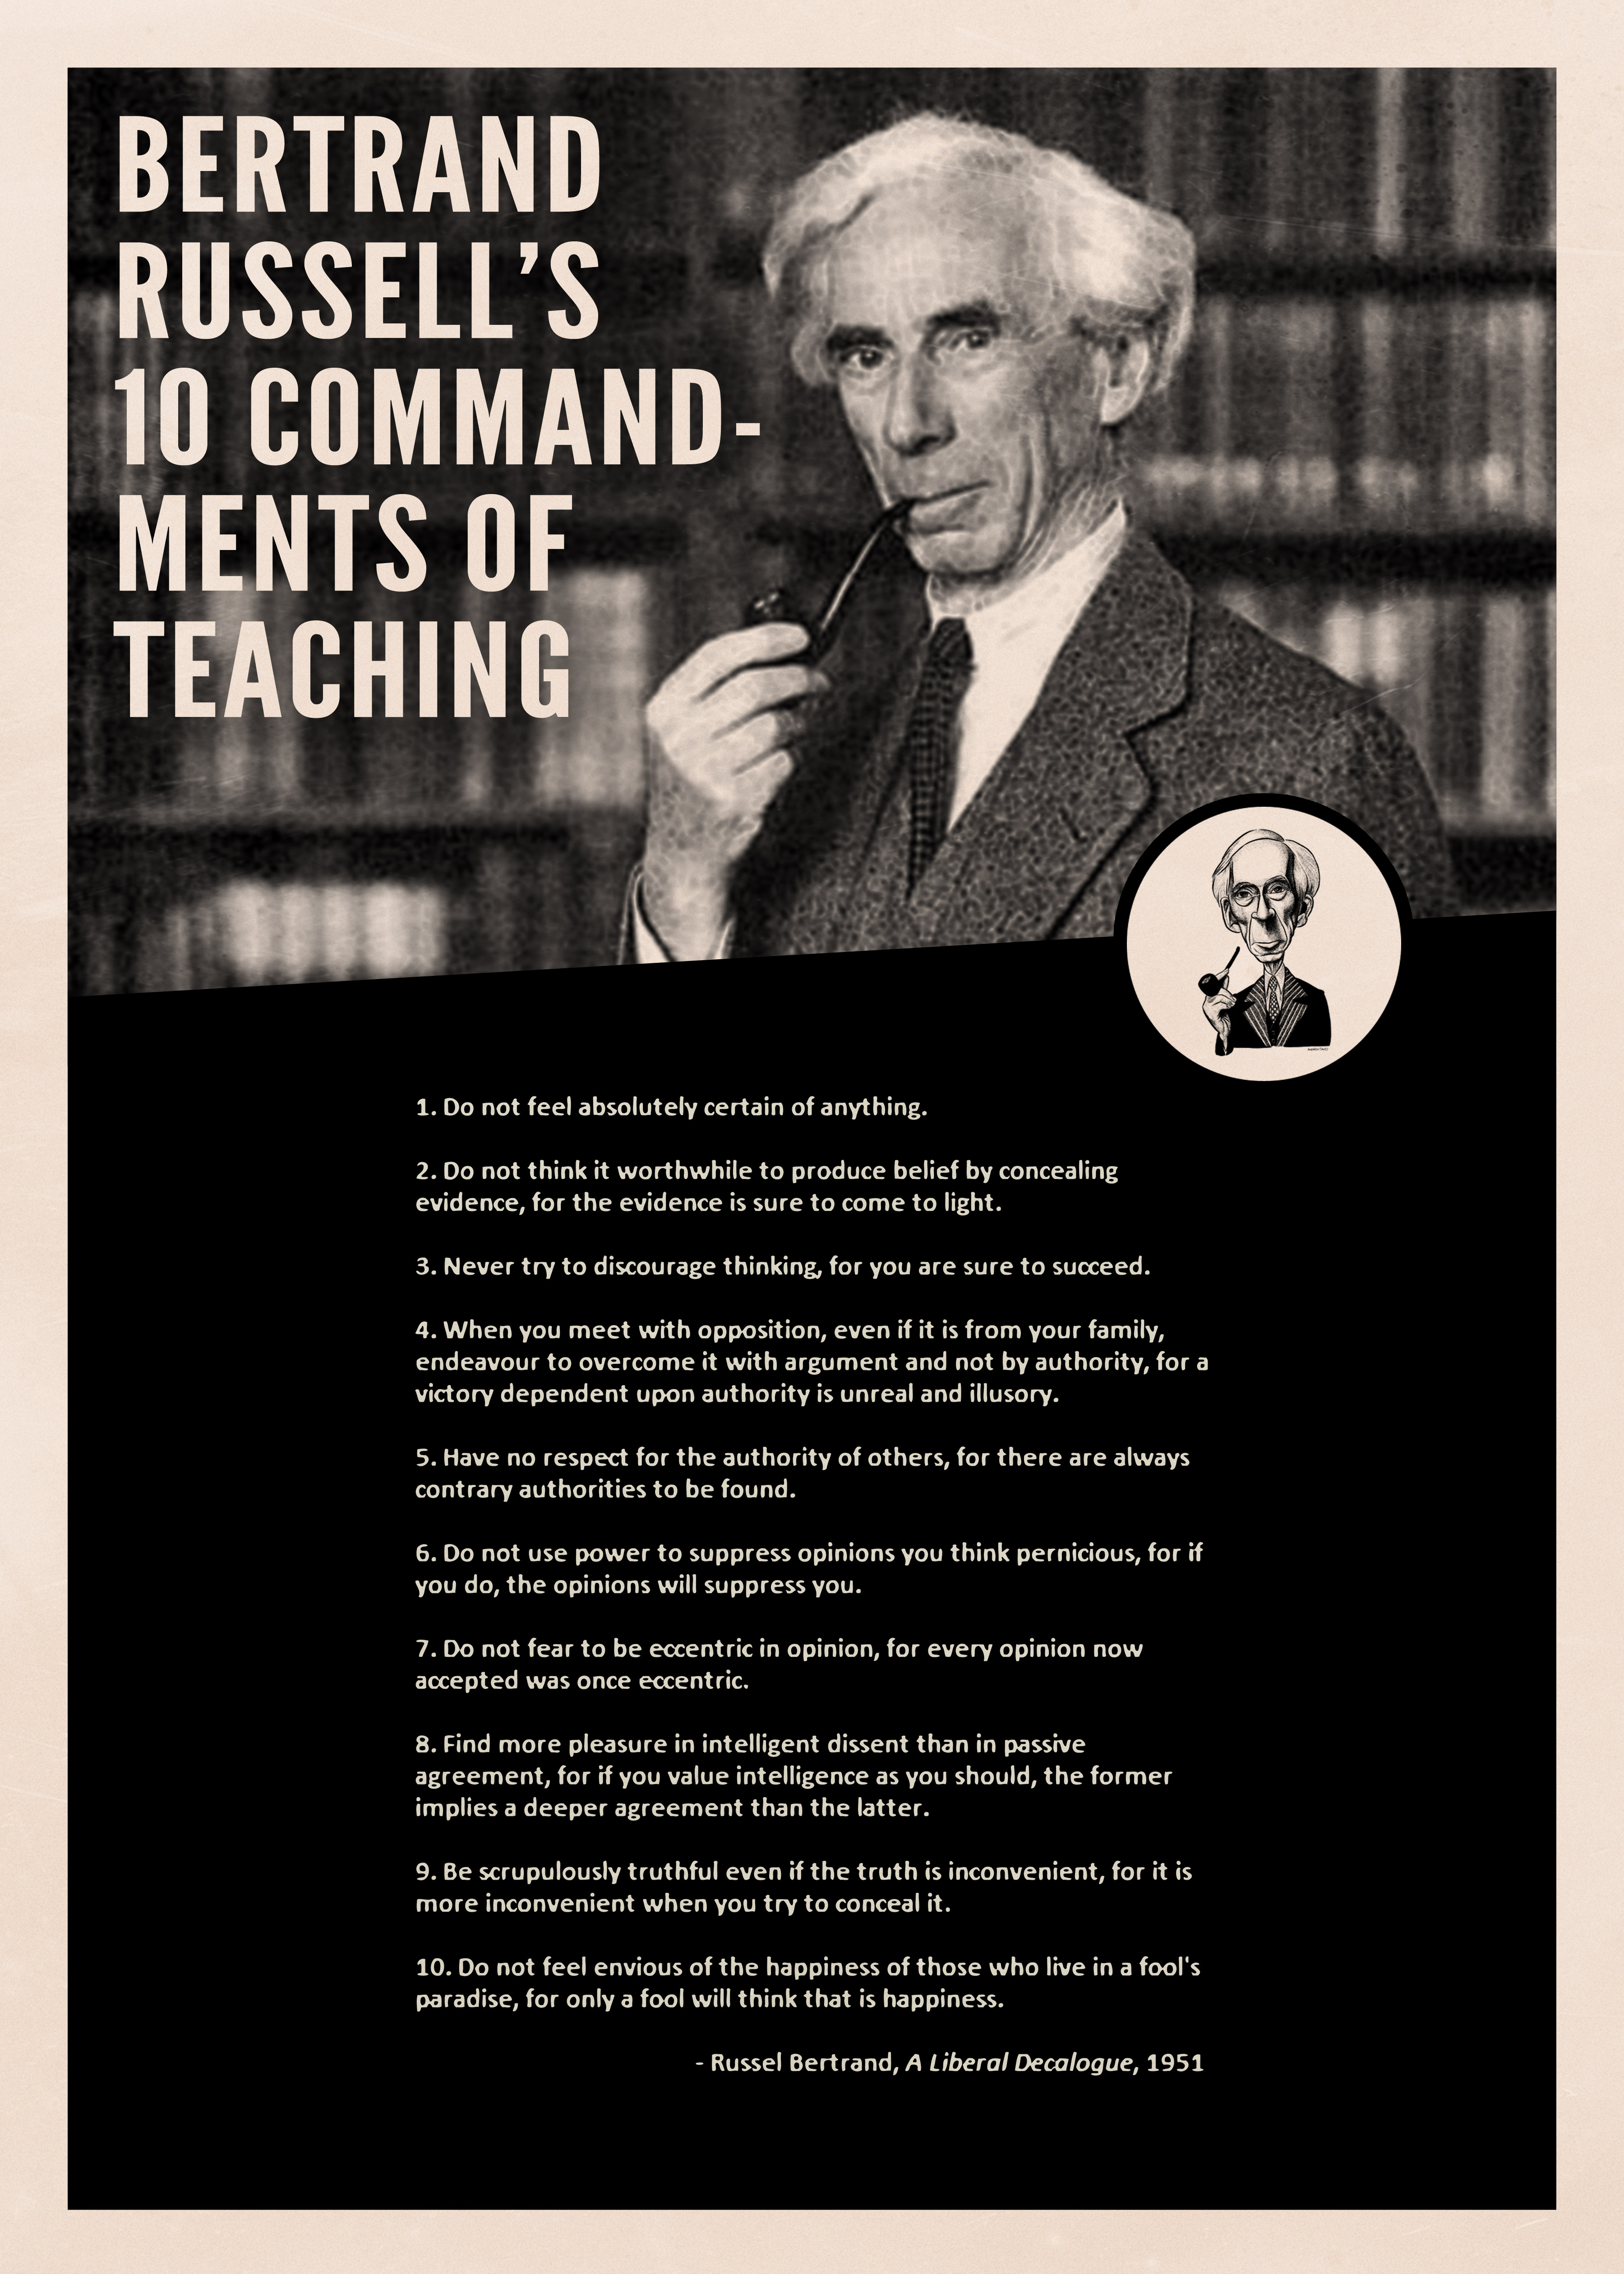 BERTRAND
RUSSELL’S
10 COMMAND-
MENTS OF
TEACHING
1. Do not feel absolutely certain of anything.
2. Do not think it worthwhile to produce belief by concealing
evidence, for the evidence is sure to come to light.
3. Never try to discourage thinking, for you are sure to succeed.
4. When you meet with opposition, even if it is from your family,
endeavour to overcome it with argument and not by authority, for a
victory dependent upon authority is unreal and illusory.
5. Have no respect for the authority of others, for there are always
contrary authorities to be found.
6. Do not use power to suppress opinions you think pernicious, for if
you do, the opinions will suppress you.
7. Do not fear to be eccentric in opinion, for every opinion now
accepted was once eccentric.
8. Find more pleasure in intelligent dissent than in passive
agreement, for if you value intelligence as you should, the former
implies a deeper agreement than the latter.
9. Be scrupulously truthful even if the truth is inconvenient, for it is
more inconvenient when you try to conceal it.
10. Do not feel envious of the happiness of those who live in a fool's
paradise, for only a fool will think that is happiness.
- Russel Bertrand, A Liberal Decalogue, 1951